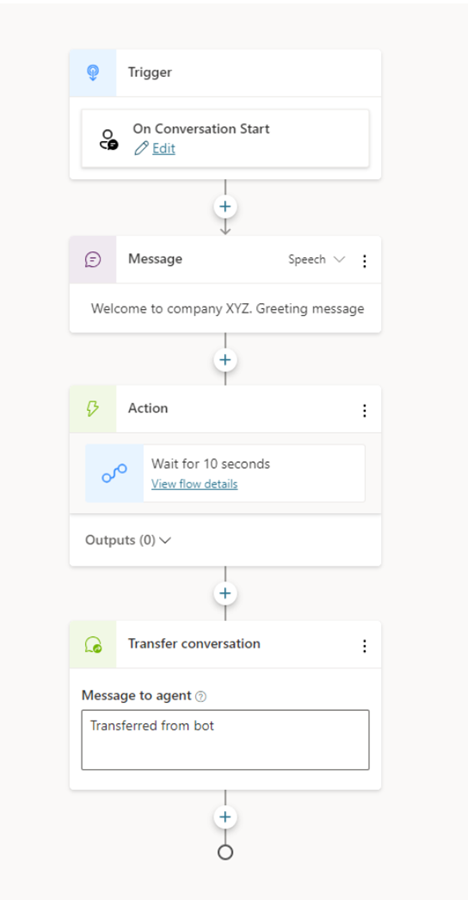 Trigger
On Conversation Start
Edit
Message
Speech
Welcome to company XYZ. Greeting message
Action
Wait for 10 seconds
View flow details
Outputs (0)
Transfer conversation
Message to agent
Transferred from bot